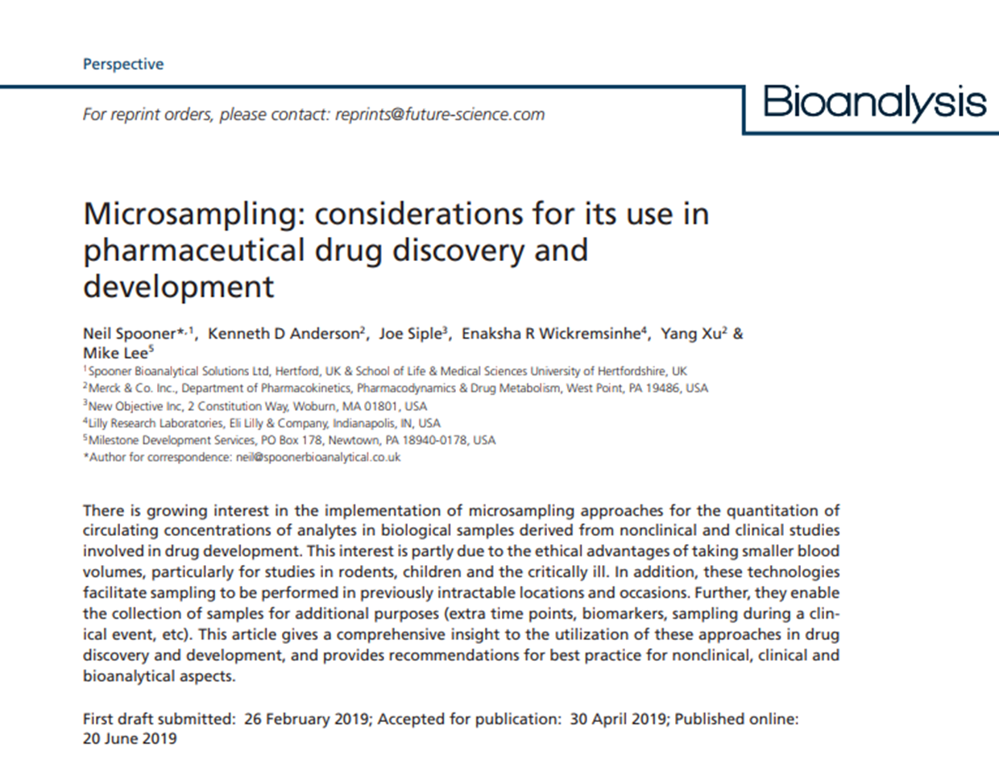 Perspective
For reprint orders, please contact: reprints@future-science.com
Bioanalysis
Microsampling: considerations for its use in
pharmaceutical drug discovery and
development
Neil Spooner*,1, Kenneth D Anderson2, Joe Siple3, Enaksha R Wickremsinhe4, Yang Xu2 &
Mike Lee5
1Spooner Bioanalytical Solutions Ltd, Hertford, UK & School of Life & Medical Sciences University of Hertfordshire, UK
2Merck & Co. Inc., Department of Pharmacokinetics, Pharmacodynamics & Drug Metabolism, West Point, PA 19486, USA
3New Objective Inc, 2 Constitution Way, Woburn, MA 01801, USA
4Lilly Research Laboratories, Eli Lilly & Company, Indianapolis, IN, USA
5Milestone Development Services, PO Box 178, Newtown, PA 18940-0178, USA
*Author for correspondence: neil@spoonerbioanalytical.co.uk
There is growing interest in the implementation of microsampling approaches for the quantitation of
circulating concentrations of analytes in biological samples derived from nonclinical and clinical studies
involved in drug development. This interest is partly due to the ethical advantages of taking smaller blood
volumes, particularly for studies in rodents, children and the critically ill. In addition, these technologies
facilitate sampling to be performed in previously intractable locations and occasions. Further, they enable
the collection of samples for additional purposes (extra time points, biomarkers, sampling during a clin-
ical event, etc). This article gives a comprehensive insight to the utilization of these approaches in drug
discovery and development, and provides recommendations for best practice for nonclinical, clinical and
bioanalytical aspects.
First draft submitted: 26 February 2019; Accepted for publication: 30 April 2019; Published online:
20 June 2019